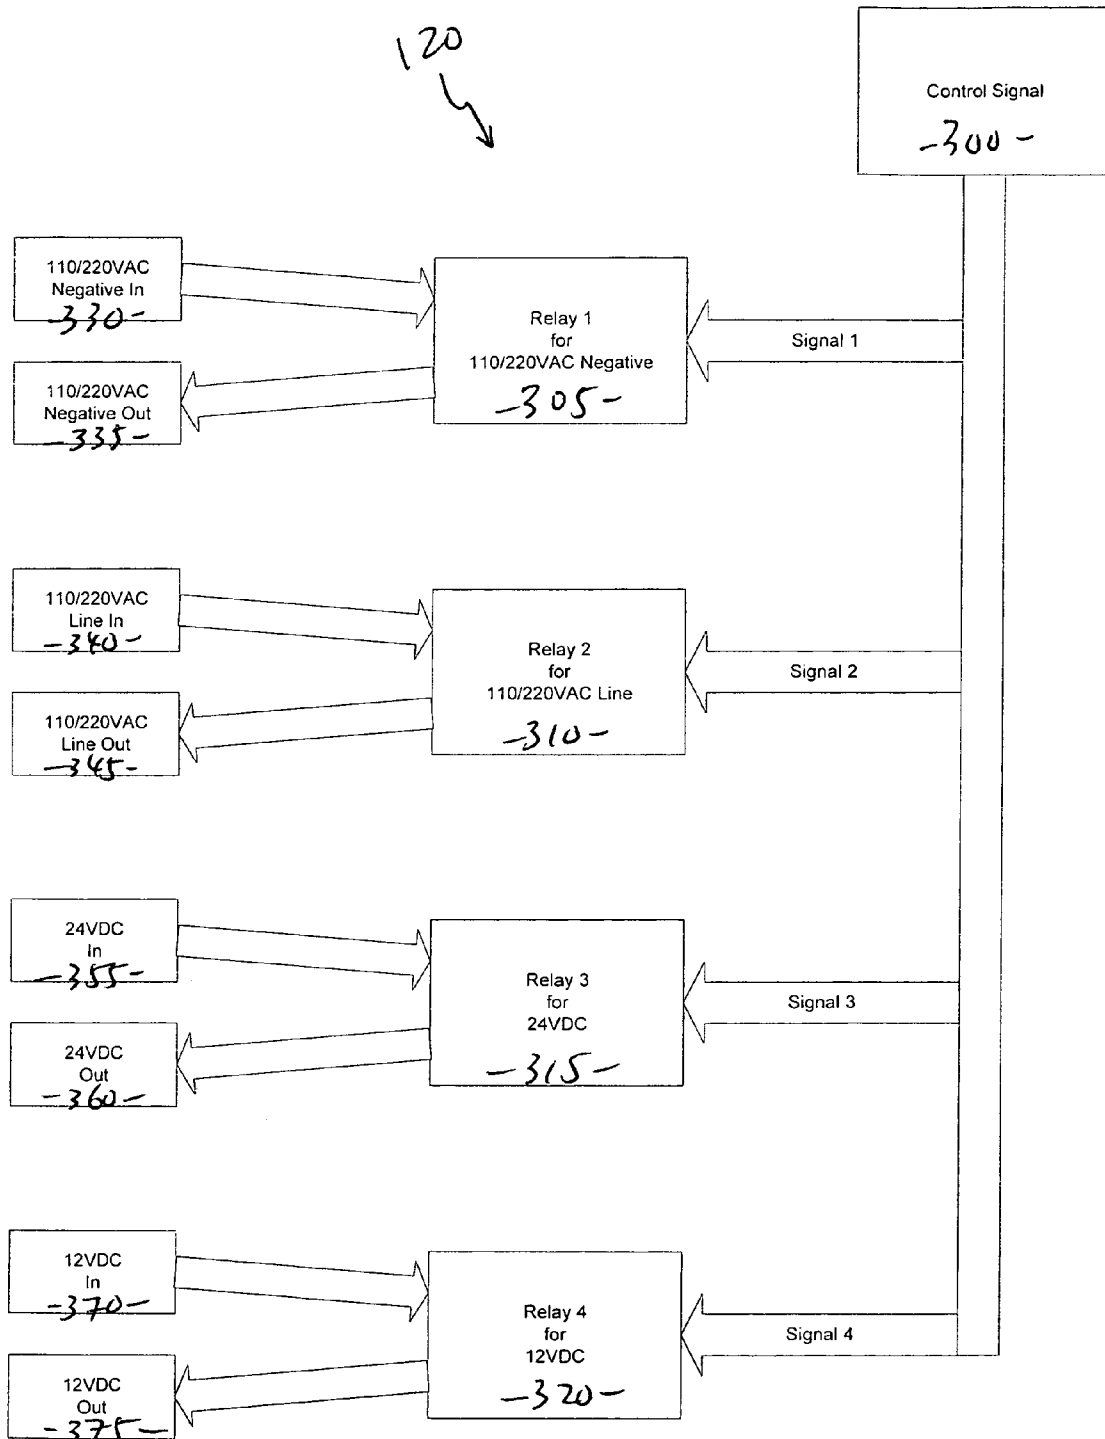 120
Control Signal
-300-
110/220VAC
Negative In
-330-
Relay 1
for
110/220VAC Negative
-305-
Signal 1
110/220VAC
Negative Out
-335-
110/220VAC
Line In
-340-
Relay 2
for
110/220VAC Line
-310-
Signal 2
110/220VAC
Line Out
-345-
24VDC
In
-355-
Relay 3
for
24VDC
-315-
Signal 3
24VDC
Out
-360-
12VDC
In
-370-
Relay 4
for
12VDC
-320-
Signal 4
12VDC
Out
-375-